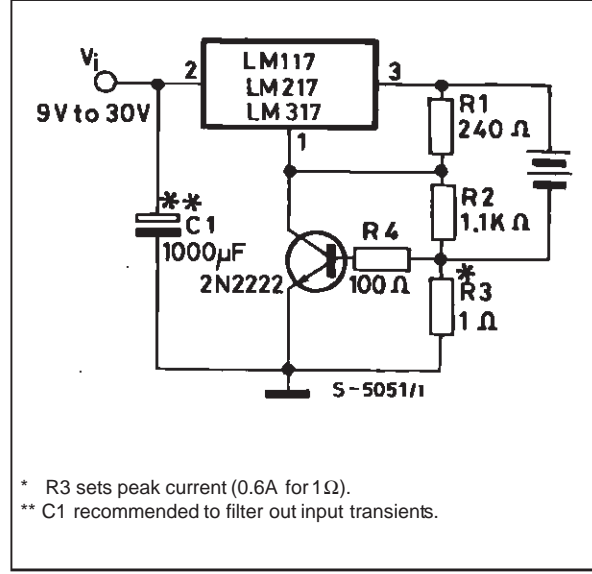 Vi
9V to 30V
2
LM117
LM217
LM317
3
1
R1
240 Ω
R2
1.1K Ω
**
C1
1000µF
2N2222
R4
100Ω
*
R3
1 Ω
S-5051/1
* R3 sets peak current (0.6A for 1Ω).
** C1 recommended to filter out input transients.